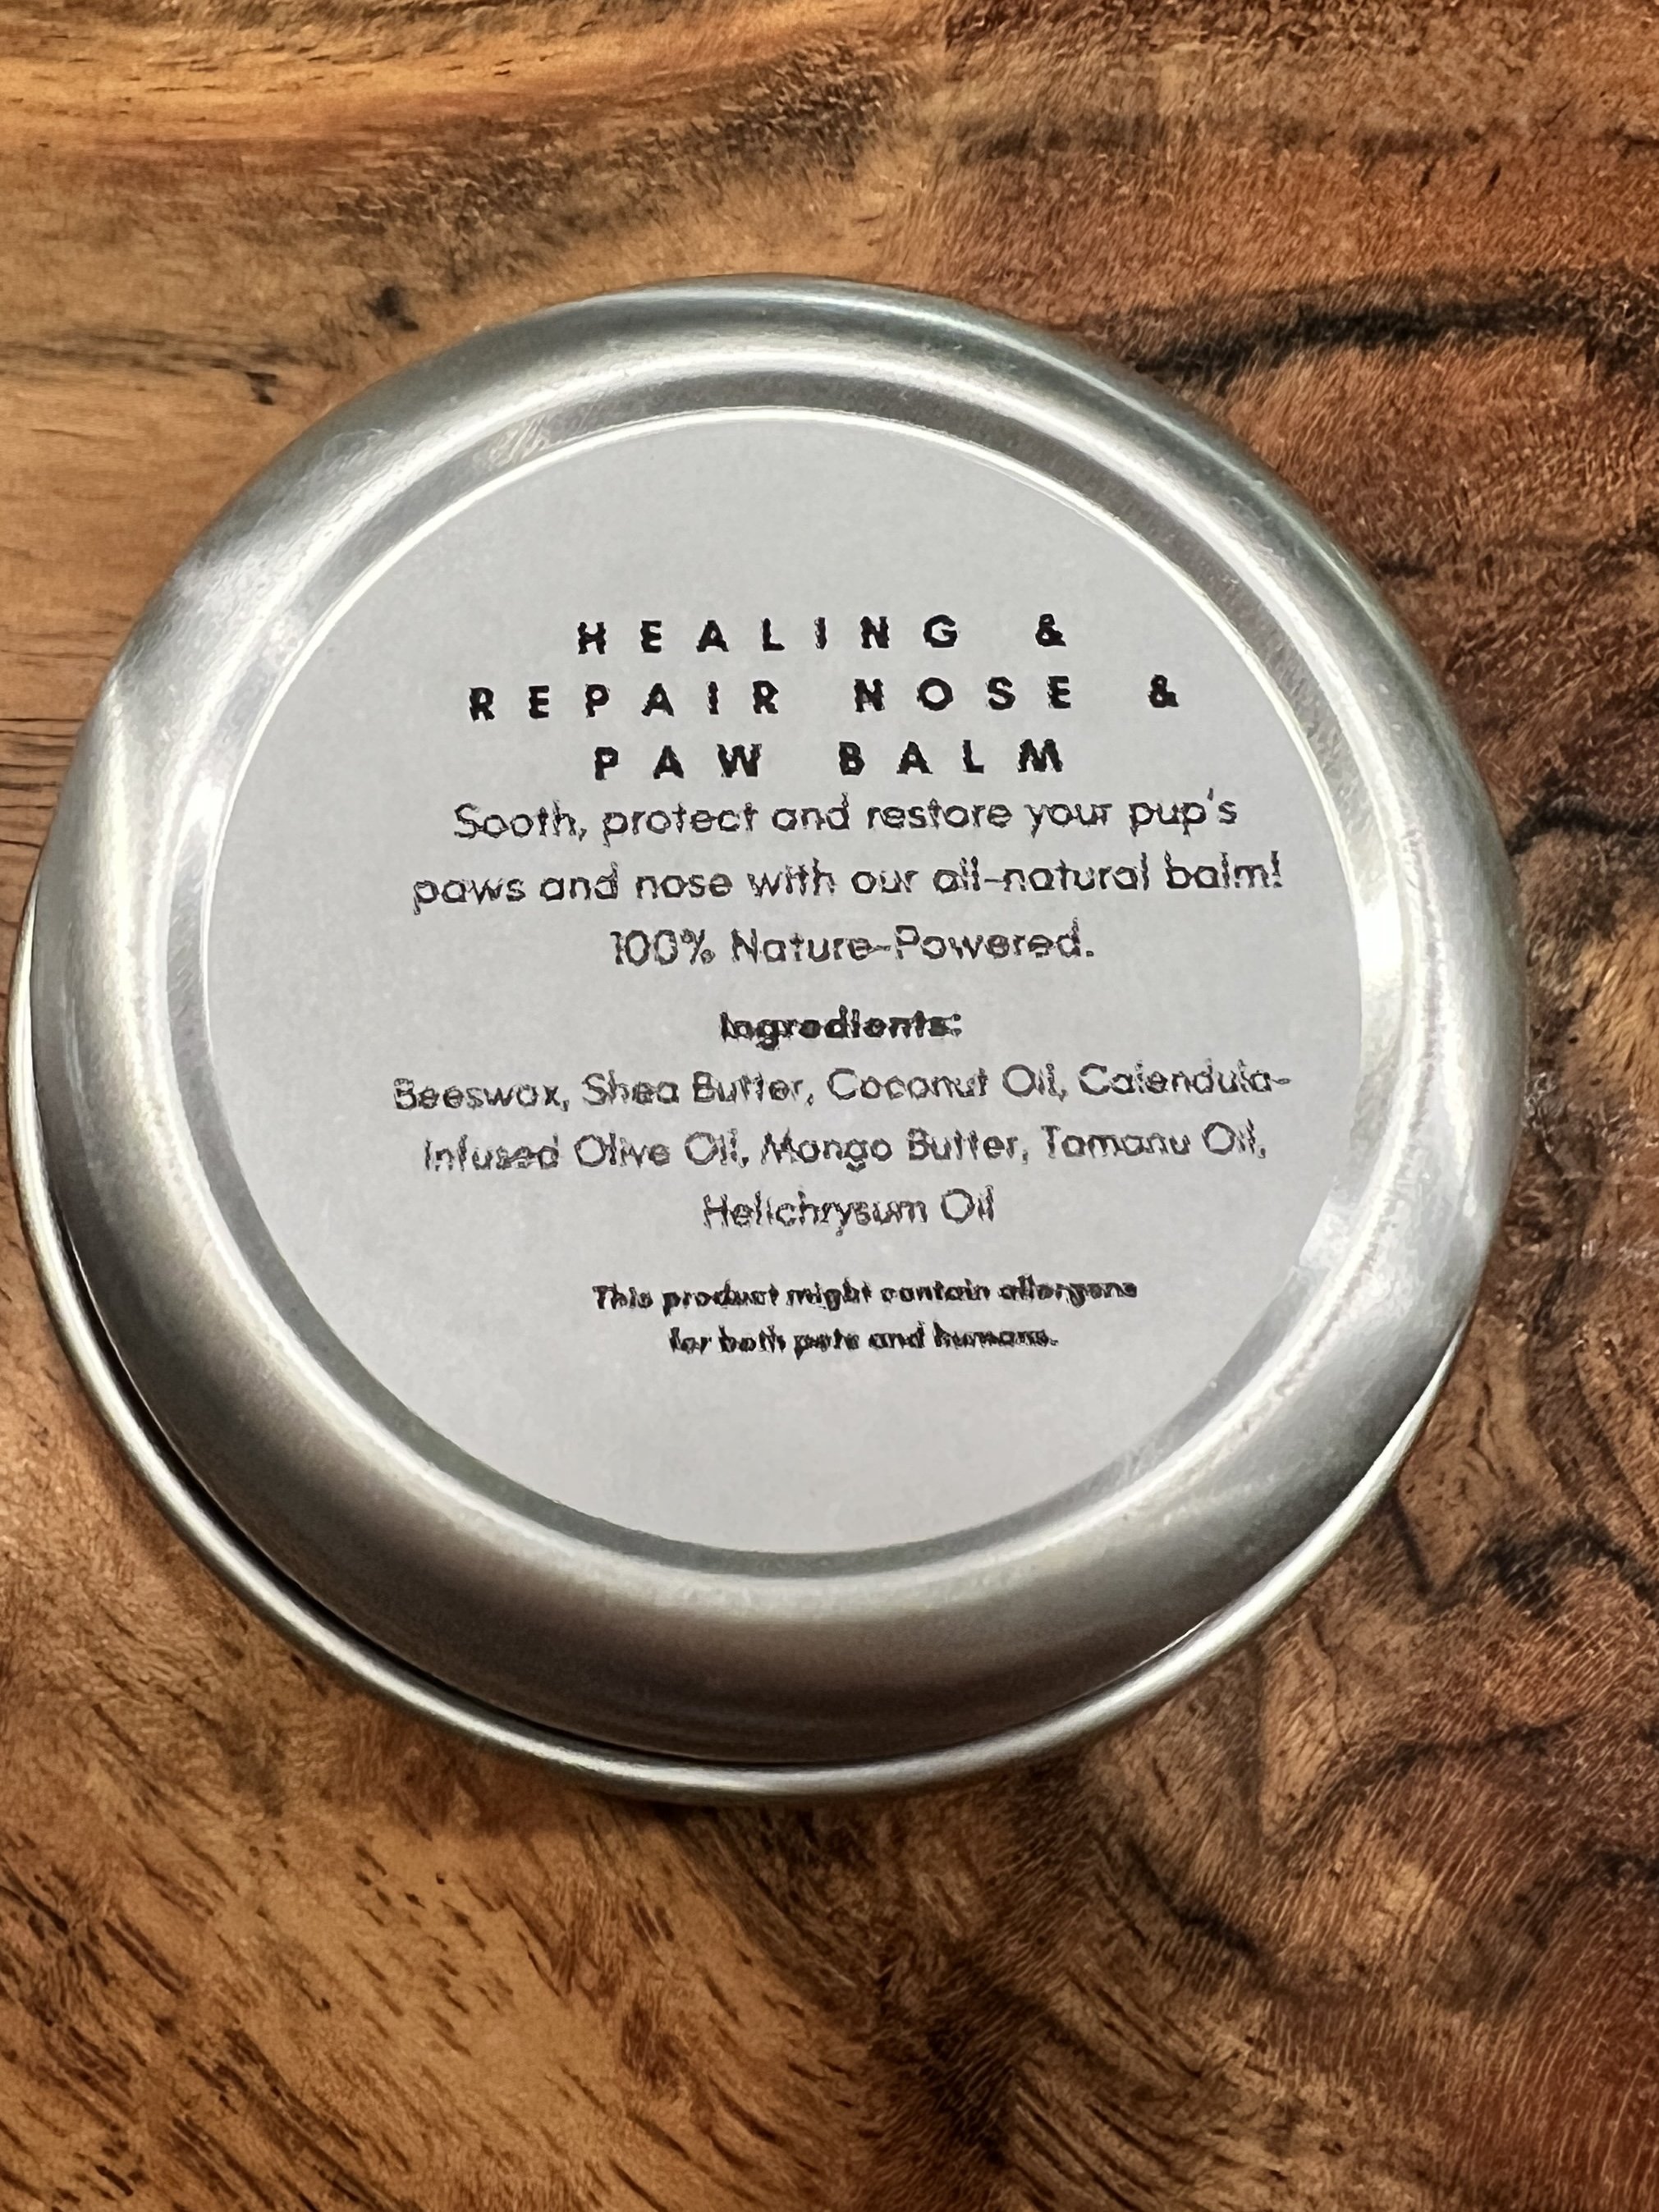 HEALING &
REPAIR NOSE &
PAW BALM
Sooth, protect and restore your pup's
paws and nose with our all-natural balm!
100% Nature-Powered.
Ingredients:
Beeswax, Shea Butter, Coconut Oil, Calendula-
Infused Olive Oil, Mango Butter, Tamanu Oil,
Helichrysum Oil
This product might contain allergens
for both pets and humans.